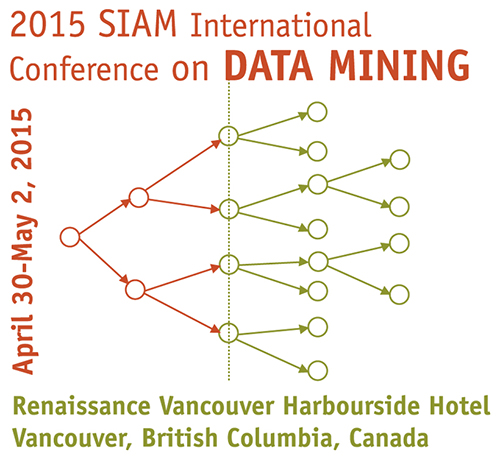 2015 SIAM International
Conference on DATA MINING
April 30-May 2, 2015
Renaissance Vancouver Harbourside Hotel
Vancouver, British Columbia, Canada